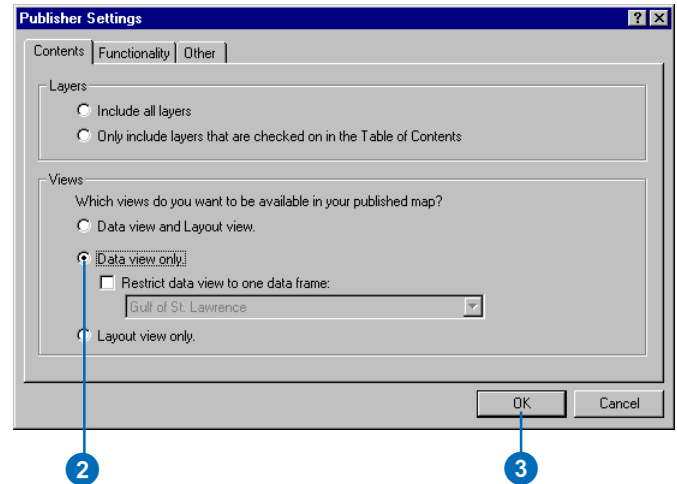 Publisher Settings
Contents Functionality Other
Layers
Include all layers
Only include layers that are checked on in the Table of Contents
Views
Which views do you want to be available in your published map?
Data view and Layout view.
Data view only.
Restrict data view to one data frame:
Gulf of St. Lawrence
Layout view only.
OK Cancel
2 3